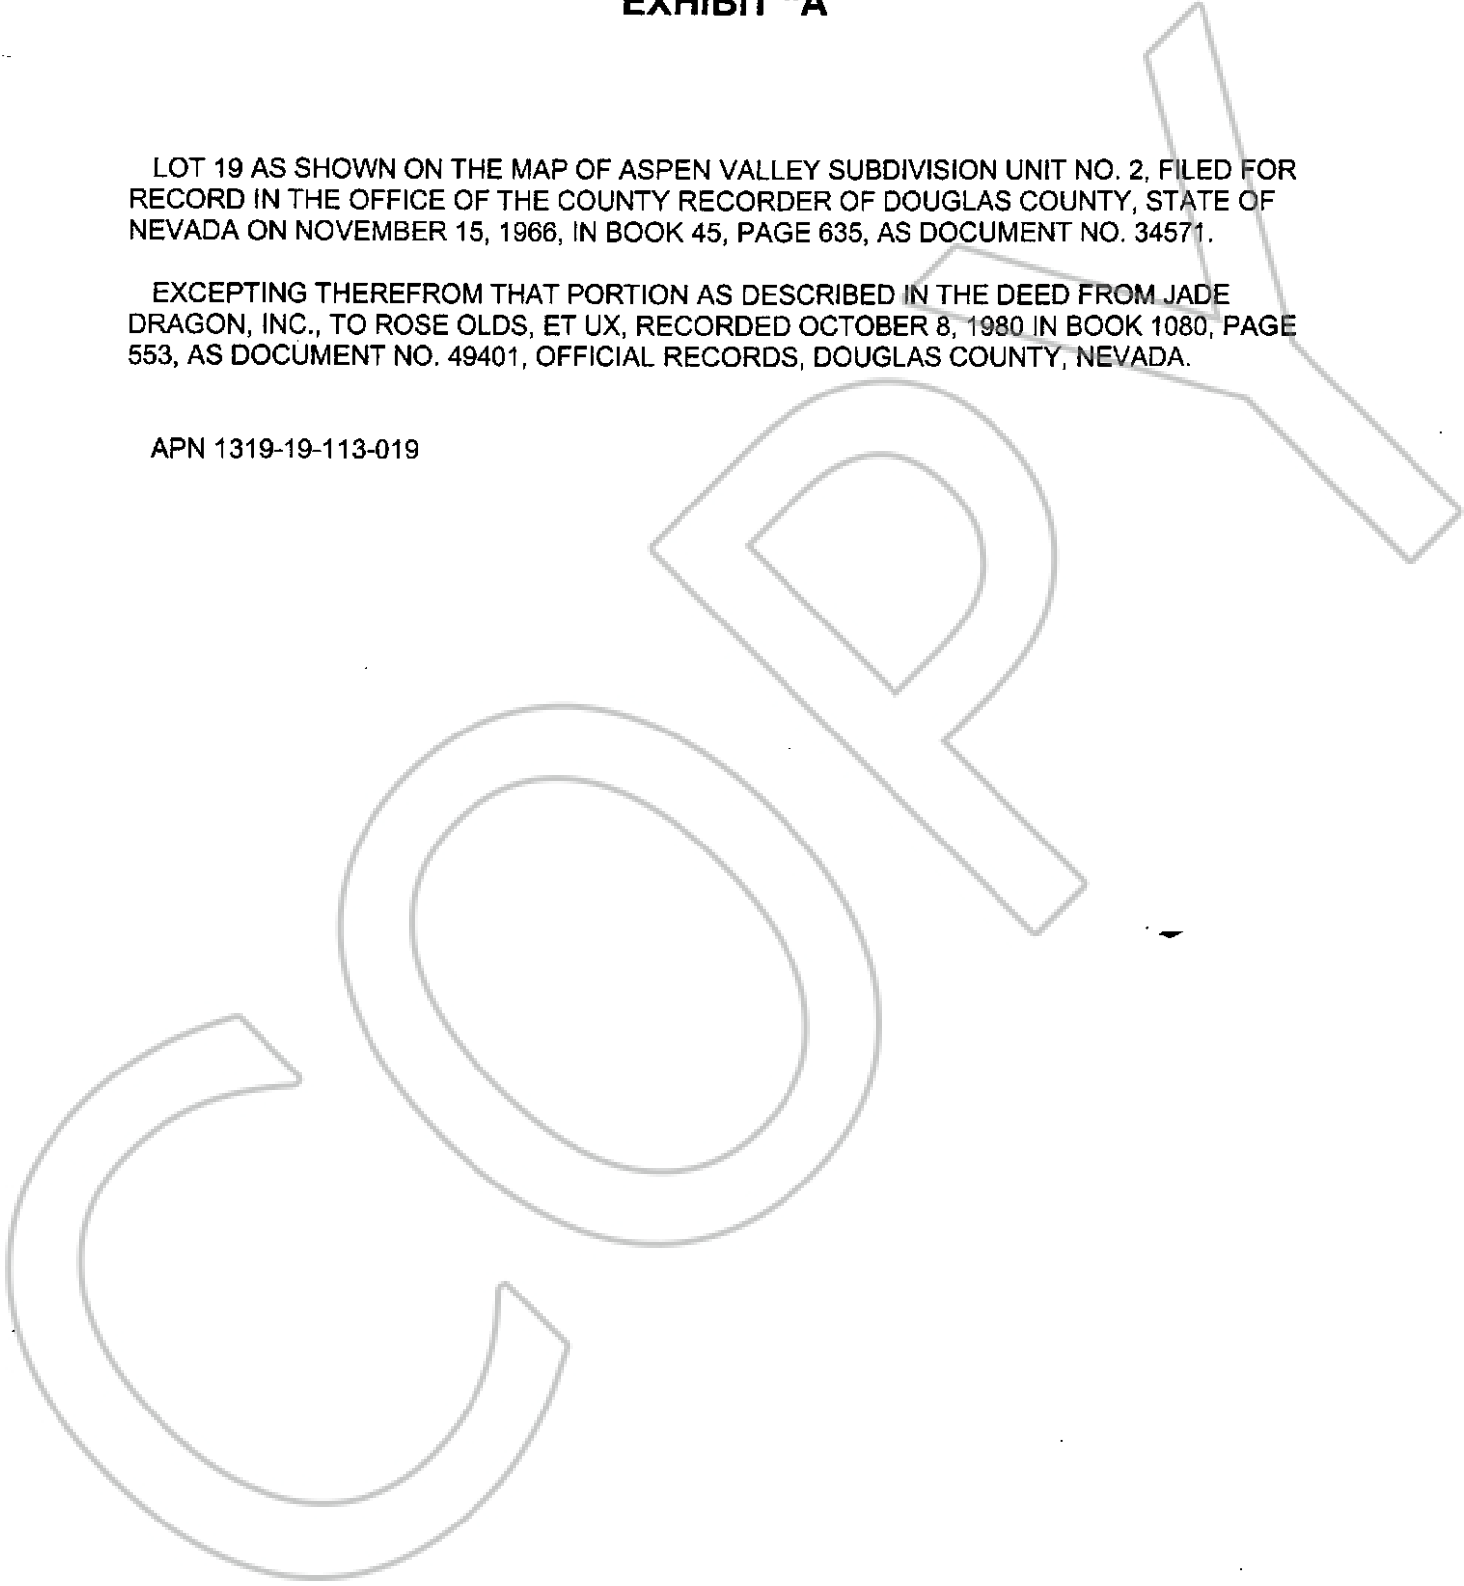 EXHIBIT "A
LOT 19 AS SHOWN ON THE MAP OF ASPEN VALLEY SUBDIVISION UNIT NO. 2, FILED FOR
RECORD IN THE OFFICE OF THE COUNTY RECORDER OF DOUGLAS COUNTY, STATE OF
NEVADA ON NOVEMBER 15, 1966, IN BOOK 45, PAGE 635, AS DOCUMENT NO. 34571.
EXCEPTING THEREFROM THAT PORTION AS DESCRIBED IN THE DEED FROM JADE
DRAGON, INC., TO ROSE OLDS, ET UX, RECORDED OCTOBER 8, 1980 IN BOOK 1080, PAGE
553, AS DOCUMENT NO. 49401, OFFICIAL RECORDS, DOUGLAS COUNTY, NEVADA.
APN 1319-19-113-019
COPY